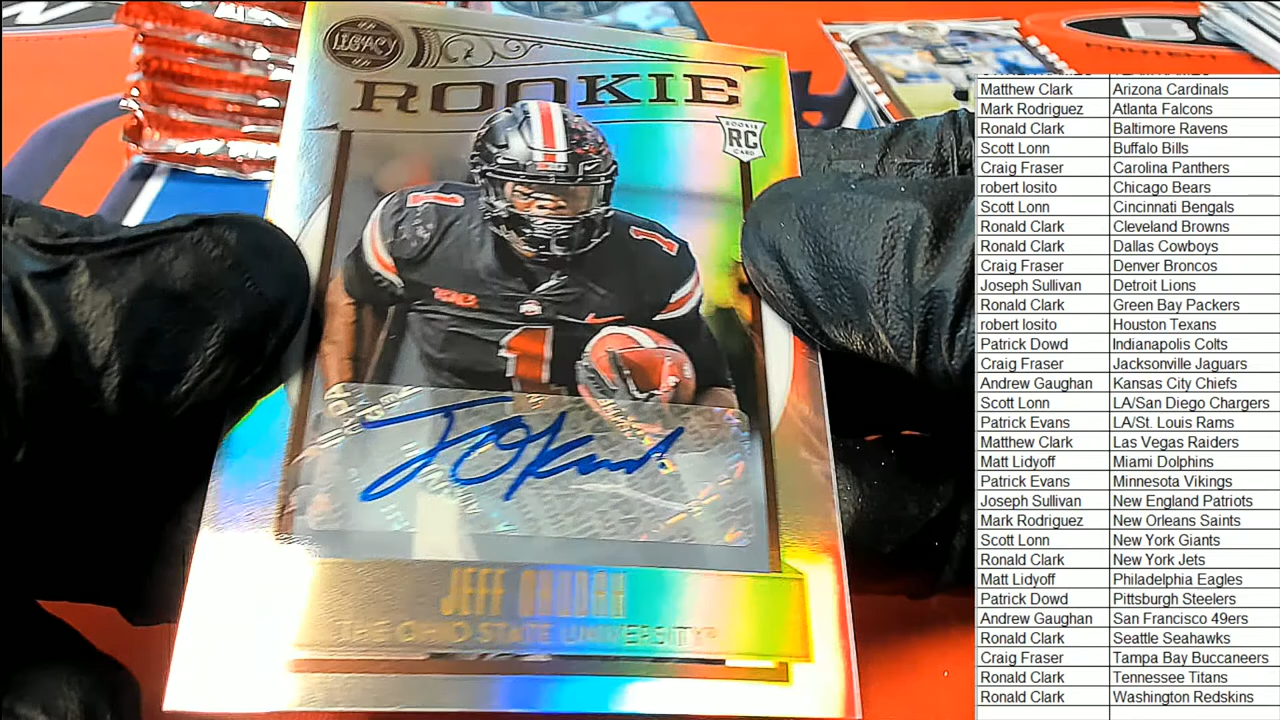 LEGACY
ROOKIE
ROOKIE
RC
CARD
1
1
1
JEFF OKUDAH
THE OHIO STATE UNIVERSITY
Matthew Clark Arizona Cardinals
Mark Rodriguez Atlanta Falcons
Ronald Clark Baltimore Ravens
Scott Lonn Buffalo Bills
Craig Fraser Carolina Panthers
robert losito Chicago Bears
Scott Lonn Cincinnati Bengals
Ronald Clark Cleveland Browns
Ronald Clark Dallas Cowboys
Craig Fraser Denver Broncos
Joseph Sullivan Detroit Lions
Ronald Clark Green Bay Packers
robert losito Houston Texans
Patrick Dowd Indianapolis Colts
Craig Fraser Jacksonville Jaguars
Andrew Gaughan Kansas City Chiefs
Scott Lonn LA/San Diego Chargers
Patrick Evans LA/St. Louis Rams
Matthew Clark Las Vegas Raiders
Matt Lidyoff Miami Dolphins
Patrick Evans Minnesota Vikings
Joseph Sullivan New England Patriots
Mark Rodriguez New Orleans Saints
Scott Lonn New York Giants
Ronald Clark New York Jets
Matt Lidyoff Philadelphia Eagles
Patrick Dowd Pittsburgh Steelers
Andrew Gaughan San Francisco 49ers
Ronald Clark Seattle Seahawks
Craig Fraser Tampa Bay Buccaneers
Ronald Clark Tennessee Titans
Ronald Clark Washington Redskins